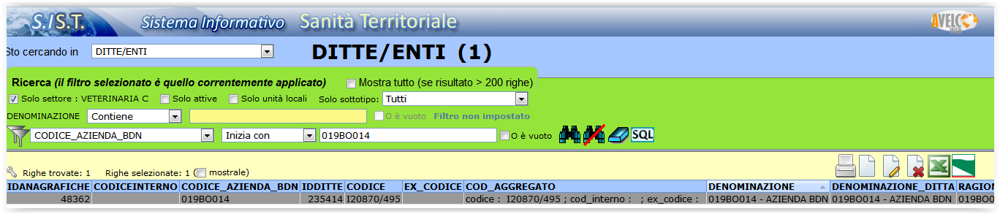 S.IS.T. Sistema Informativo Sanità Territoriale AVELCO WEB
Sto cercando in DITTE/ENTI DITTE/ENTI (1)
Ricerca (il filtro selezionato è quello correntemente applicato) Mostra tutto (se risultato > 200 righe)
Solo settore : VETERINARIA C Solo attive Solo unità locali Solo sottotipo: Tutti
DENOMINAZIONE Contiene O è vuoto Filtro non impostato
CODICE_AZIENDA_BDN Inizia con 019BO014 O è vuoto SQL
Righe trovate: 1 Righe selezionate: 1 ( mostrale)
IDANAGRAFICHE CODICEINTERNO CODICE_AZIENDA_BDN IDDITTE CODICE EX_CODICE COD_AGGREGATO DENOMINAZIONE DENOMINAZIONE_DITTA RAGION
48362 019BO014 235414 I20870/495 codice : I20870/495 ; cod_interno : ; ex_codice : 019BO014 - AZIENDA BDN 019BO014 - AZIENDA BDN 019BO0